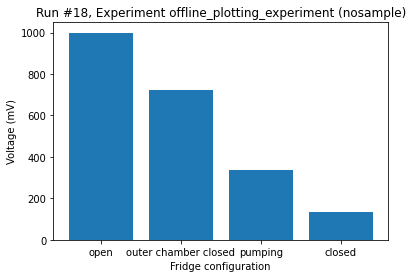 Run #18, Experiment offline_plotting_experiment (nosample)
1000
800
600
400
200
0
Voltage (mV)
open outer chamber closed pumping closed
Fridge configuration